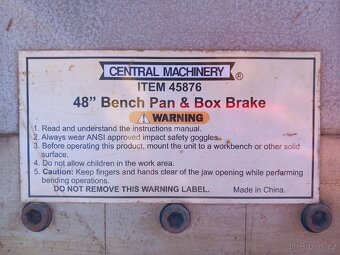 CENTRAL MACHINERY ®
ITEM 45876
48" Bench Pan & Box Brake
WARNING
1. Read and understand the instructions manual.
2. Always wear ANSI approved impact safety goggles.
3. Before operating this product, mount the unit to a workbench or other solid
surface.
4. Do not allow children in the work area.
5. Caution: Keep fingers and hands clear of the jaw opening while performing
bending operations.
DO NOT REMOVE THIS WARNING LABEL. Made in China.